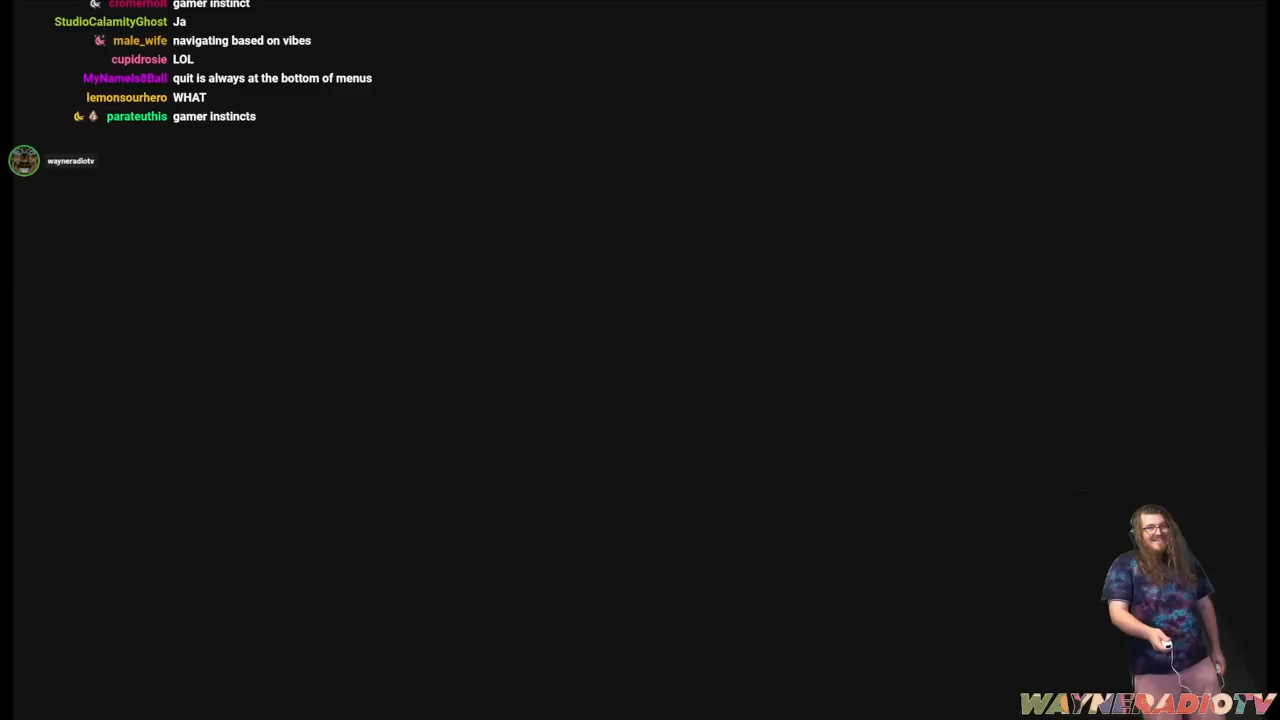 cromerholt gamer instinct
StudioCalamityGhost Ja
male_wife navigating based on vibes
cupidrosie LOL
MyNameIs8Ball quit is always at the bottom of menus
lemonsourhero WHAT
parateuthis gamer instincts
wayneradiotv
WAYNERADIOTV